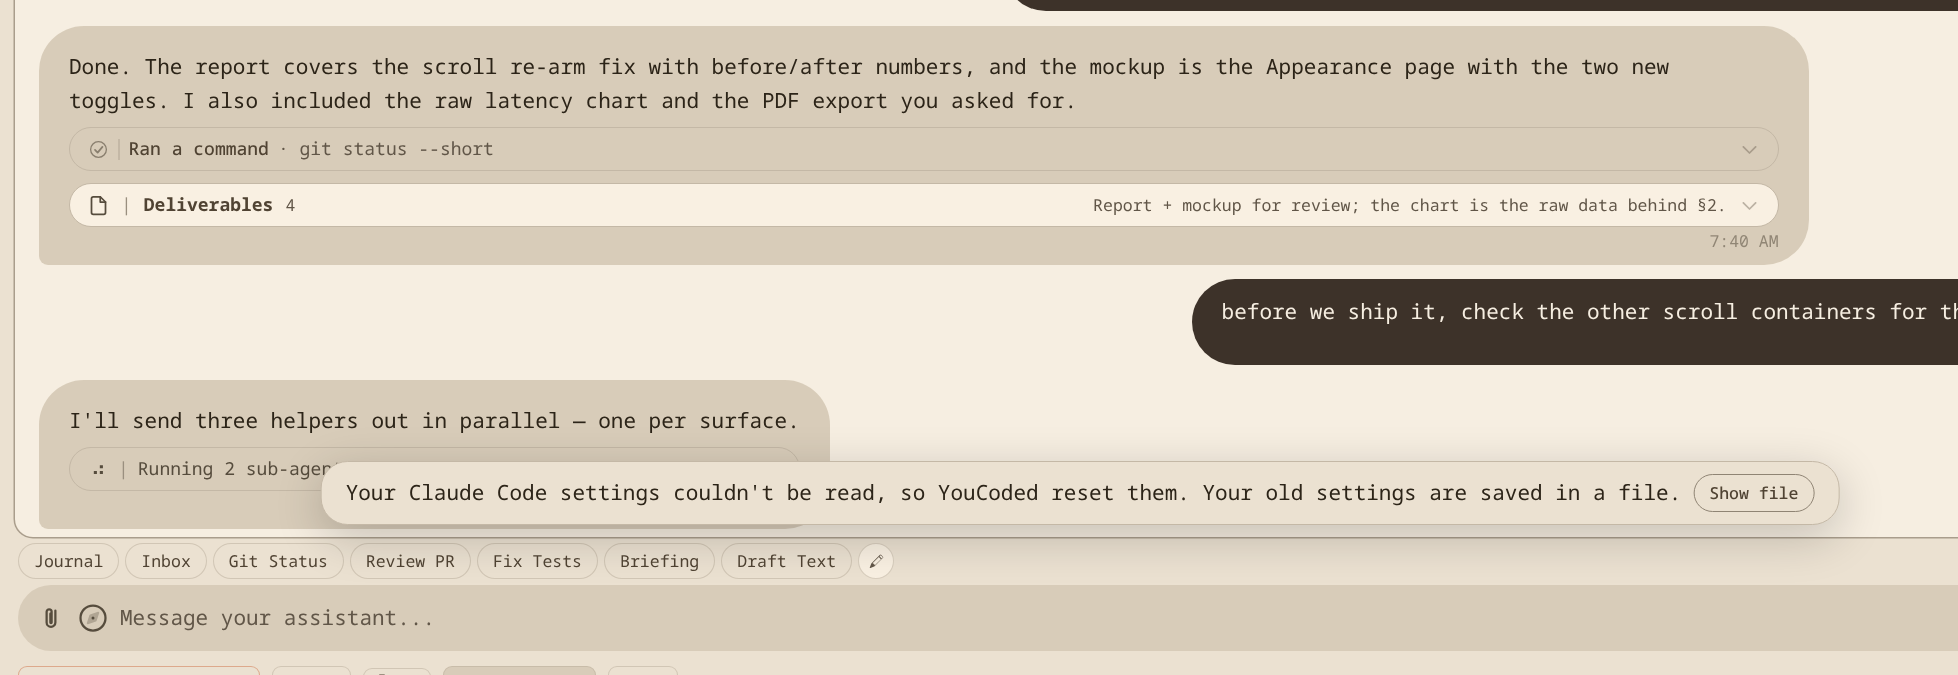 Done. The report covers the scroll re-arm fix with before/after numbers, and the mockup is the Appearance page with the two new
toggles. I also included the raw latency chart and the PDF export you asked for.
| Ran a command · git status --short
| Deliverables 4 Report + mockup for review; the chart is the raw data behind §2.
7:40 AM
before we ship it, check the other scroll containers for
I'll send three helpers out in parallel — one per surface.
| Running 2
Your Claude Code settings couldn't be read, so YouCoded reset them. Your old settings are saved in a file. Show file
Journal Inbox Git Status Review PR Fix Tests Briefing Draft Text
Message your assistant...